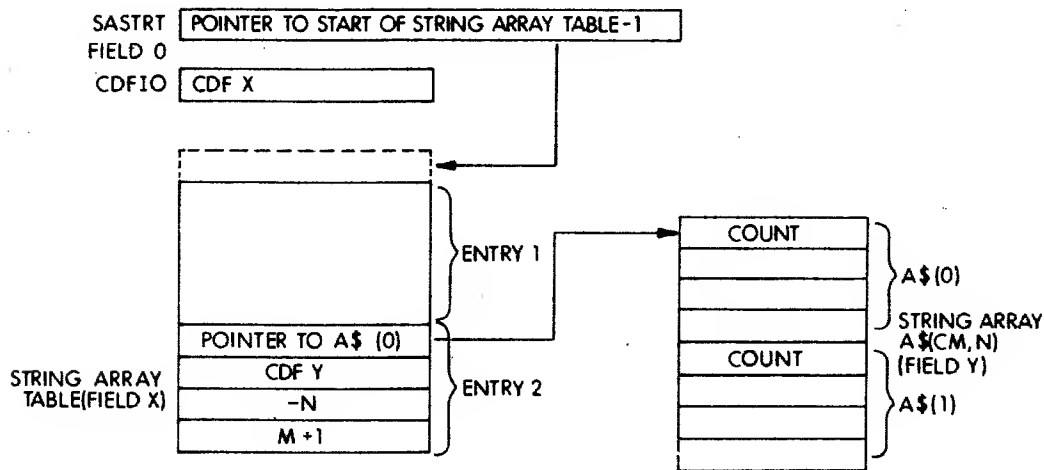 SASTRT POINTER TO START OF STRING ARRAY TABLE-1
FIELD 0
CDFIO CDF X
ENTRY 1
POINTER TO A$ (0)
CDF Y
-N
M +1
ENTRY 2
STRING ARRAY
TABLE(FIELD X)
COUNT
A$(0)
STRING ARRAY
A$(CM, N)
(FIELD Y)
COUNT
A$(1)